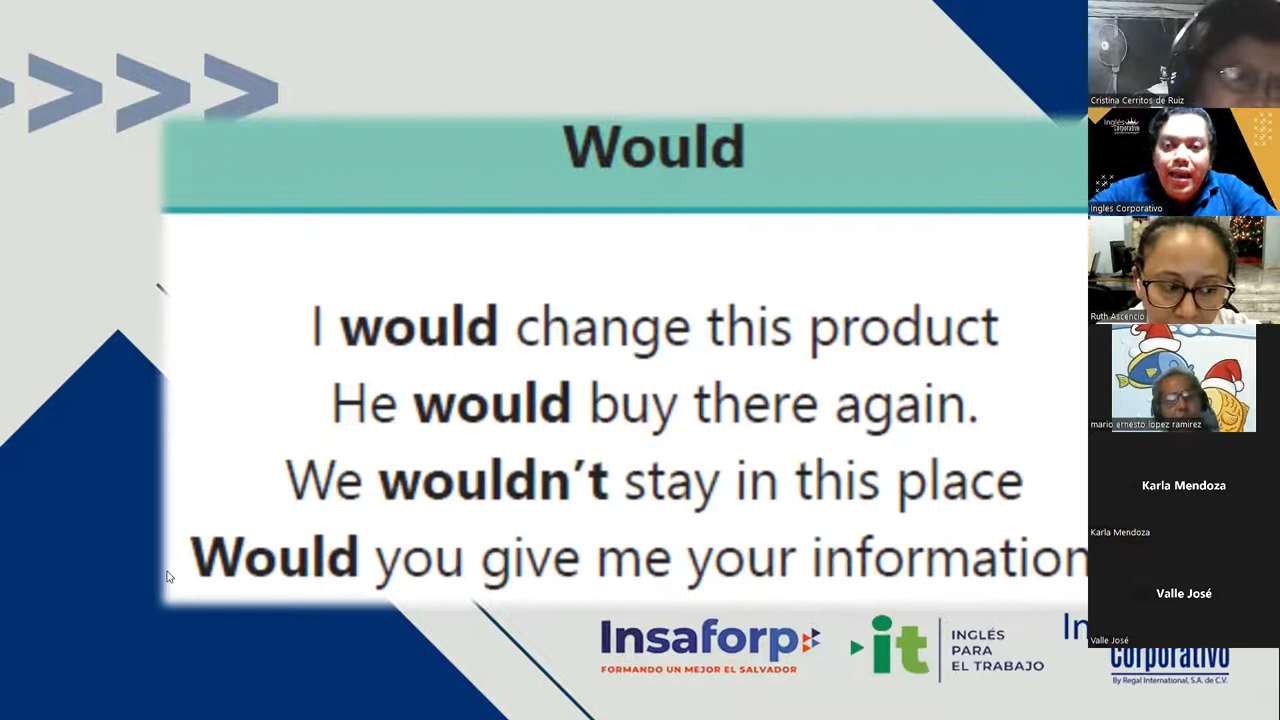 Would
I would change this product
He would buy there again.
We wouldn't stay in this place
Would you give me your information
Insaforp
FORMANDO UN MEJOR EL SALVADOR
it
INGLÉS
PARA
EL TRABAJO
In
corporativo
By Regal International, S.A. de C.V.
Cristina Cerritos de Ruiz
Inglés
Corporativo
Ingles Corporativo
Ruth Ascencio
mario ernesto lopez ramirez
Karla Mendoza
Karla Mendoza
Valle José
Valle José